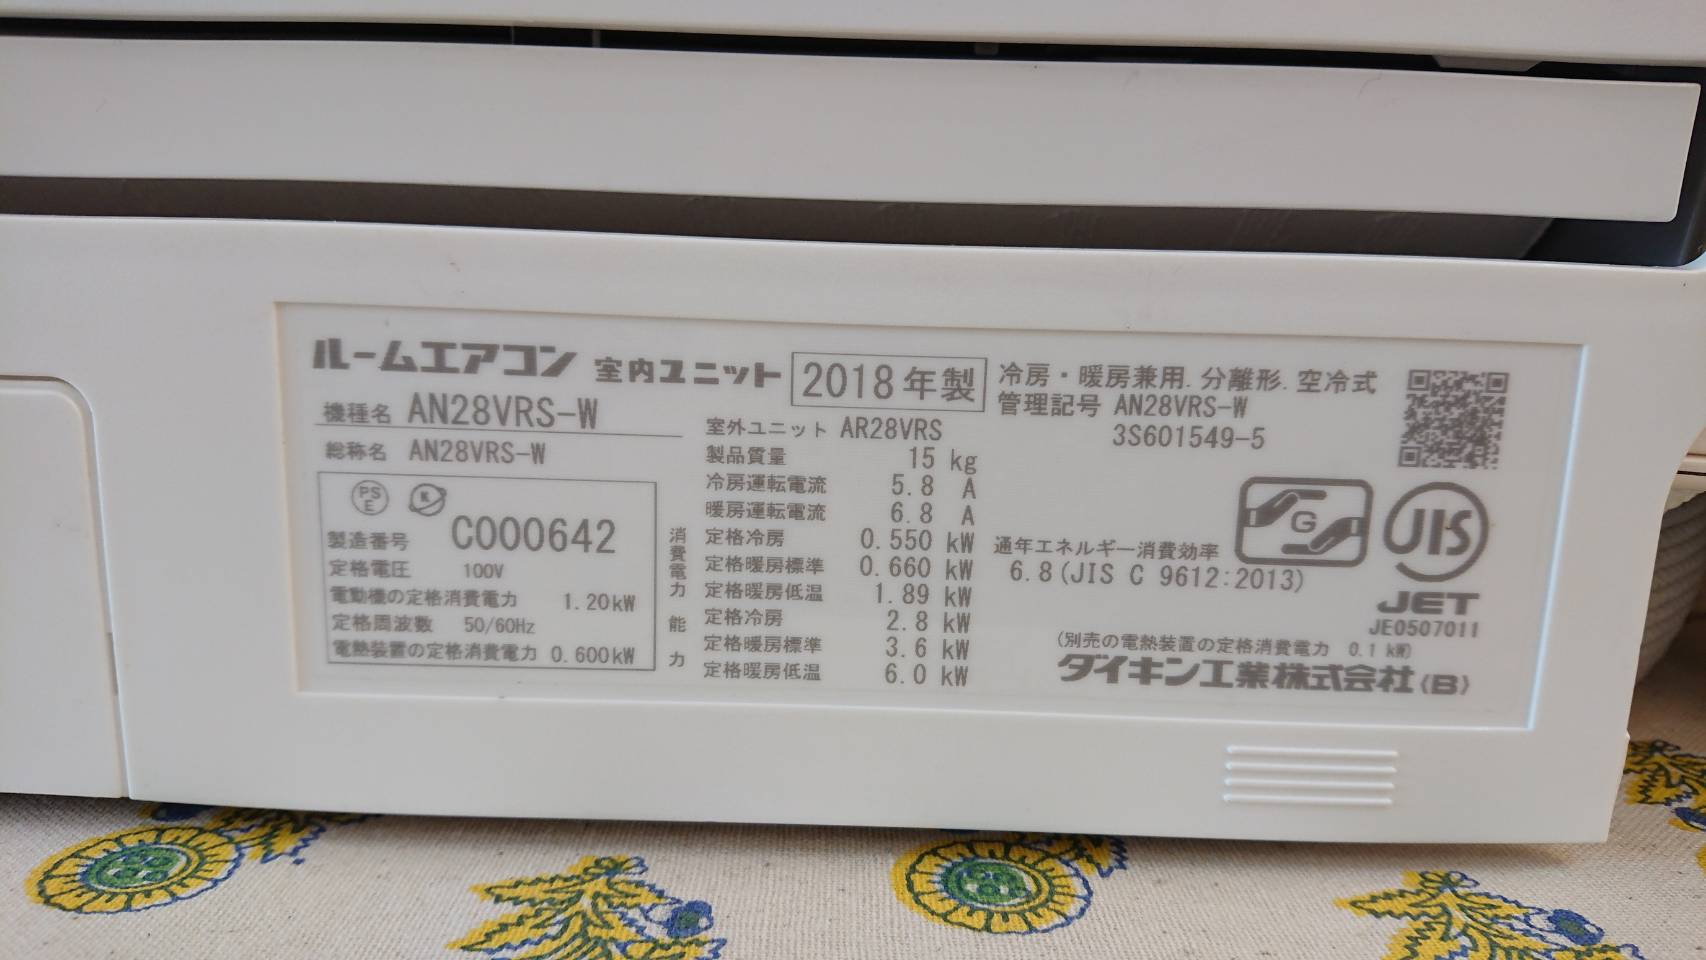 ルームエアコン 室内ユニット 2018年製
冷房・暖房兼用.分離形.空冷式
機種名 AN28VRS-W
総称名 AN28VRS-W
PS
E
K
製造番号 C000642
定格電圧 100V
電動機の定格消費電力 1.20kW
定格周波数 50/60Hz
電熱装置の定格消費電力 0.600kW
室外ユニット AR28VRS
製品質量 15 kg
冷房運転電流 5.8 A
暖房運転電流 6.8 A
消費電力
定格冷房 0.550 kW
定格暖房標準 0.660 kW
定格暖房低温 1.89 kW
能力
定格冷房 2.8 kW
定格暖房標準 3.6 kW
定格暖房低温 6.0 kW
管理記号 AN28VRS-W
3S601549-5
通年エネルギー消費効率
6.8(JIS C 9612:2013)
G
JIS
JET
JE0507011
(別売の電熱装置の定格消費電力 0.1 kW)
ダイキン工業株式会社(B)